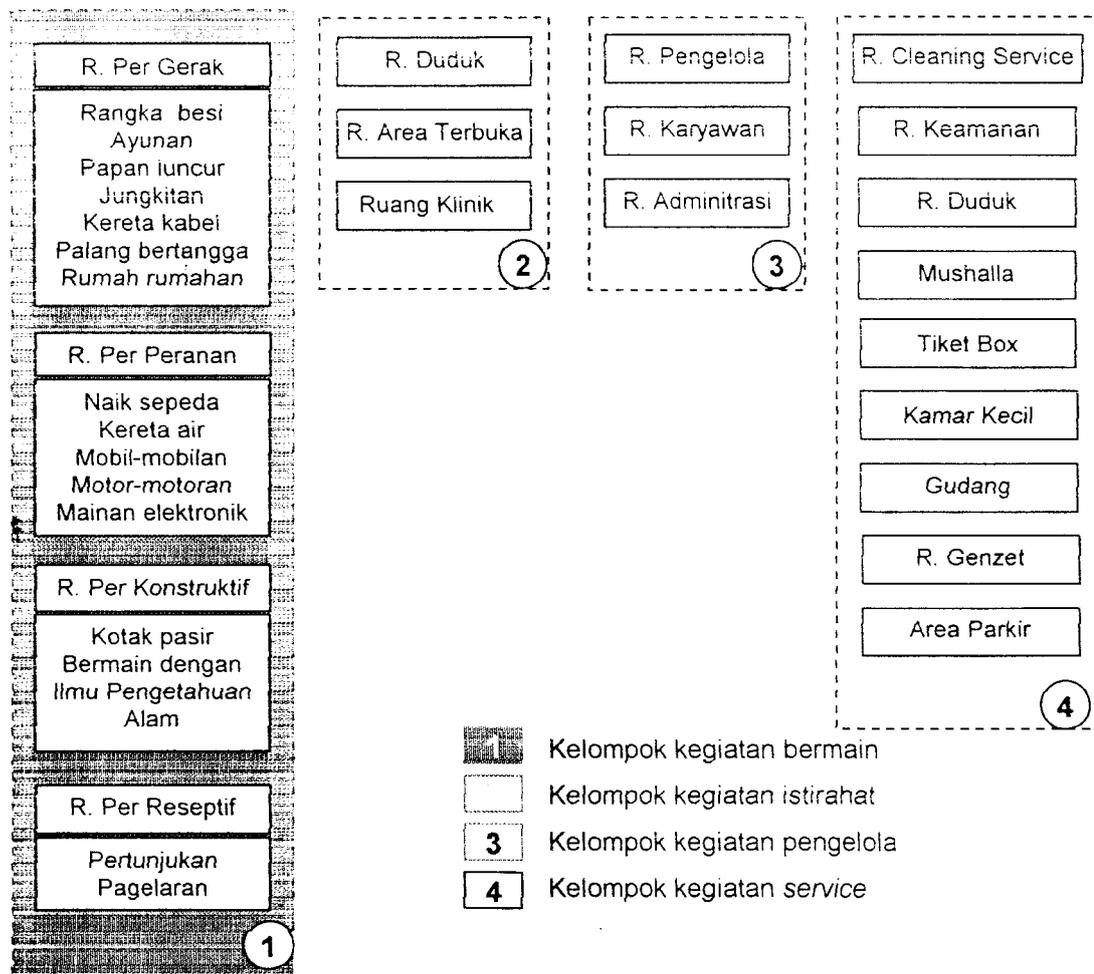 R. Per Gerak
Rangka besi
Ayunan
Papan luncur
Jungkitan
Kereta kabel
Palang bertangga
Rumah rumahan
R. Per Peranan
Naik sepeda
Kereta air
Mobil-mobilan
Motor-motoran
Mainan elektronik
R. Per Konstruktif
Kotak pasir
Bermain dengan
Ilmu Pengetahuan
Alam
R. Per Reseptif
Pertunjukan
Pagelaran
1
R. Duduk
R. Area Terbuka
Ruang Klinik
2
R. Pengelola
R. Karyawan
R. Adminitrasi
3
R. Cleaning Service
R. Keamanan
R. Duduk
Mushalla
Tiket Box
Kamar Kecil
Gudang
R. Genzet
Area Parkir
4
1 Kelompok kegiatan bermain
Kelompok kegiatan istirahat
3 Kelompok kegiatan pengelola
4 Kelompok kegiatan service